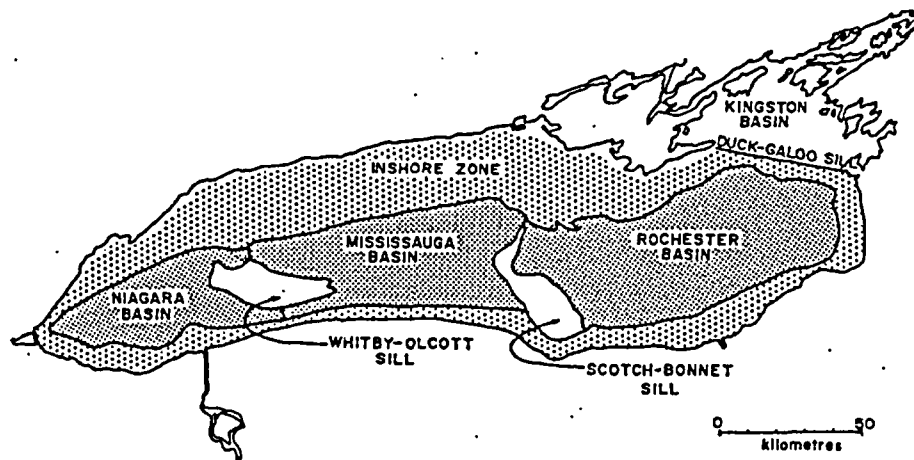 KINGSTON
BASIN
DUCK-GALOO SILL
INSHORE ZONE
MISSISSAUGA
BASIN
ROCHESTER
BASIN
NIAGARA
BASIN
WHITBY-OLCOTT
SILL
SCOTCH-BONNET
SILL
0 50
kilometres